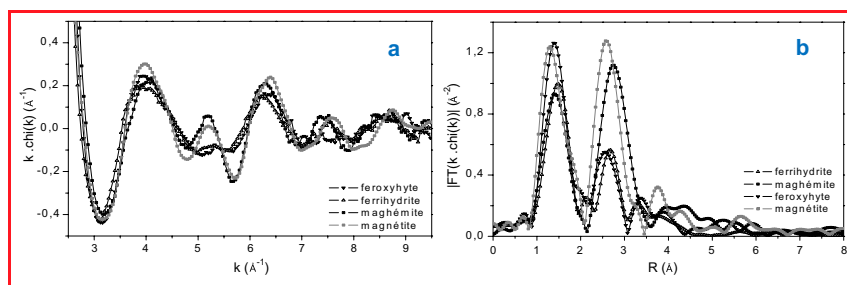 a
0,4
0,2
0,0
-0,2
-0,4
k.chi(k) (Å⁻¹)
feroxyhyte
ferrihydrite
maghémite
magnétite
3 4 5 6 7 8 9
k (Å⁻¹)
b
1,2
0,8
0,4
0,0
|FT(k.chi(k))| (Å⁻²)
ferrihydrite
maghémite
feroxyhyte
magnétite
0 1 2 3 4 5 6 7 8
R (Å)